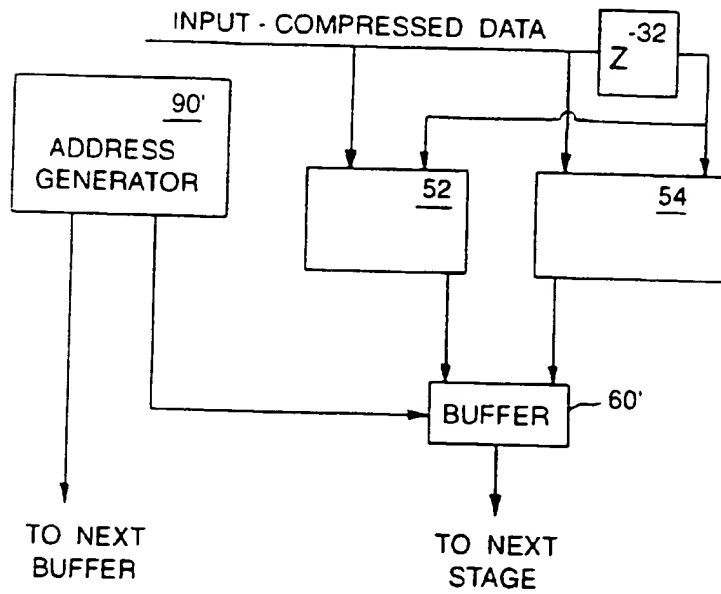 INPUT - COMPRESSED DATA
Z-32
90'
ADDRESS
GENERATOR
52
54
BUFFER
60'
TO NEXT
BUFFER
TO NEXT
STAGE